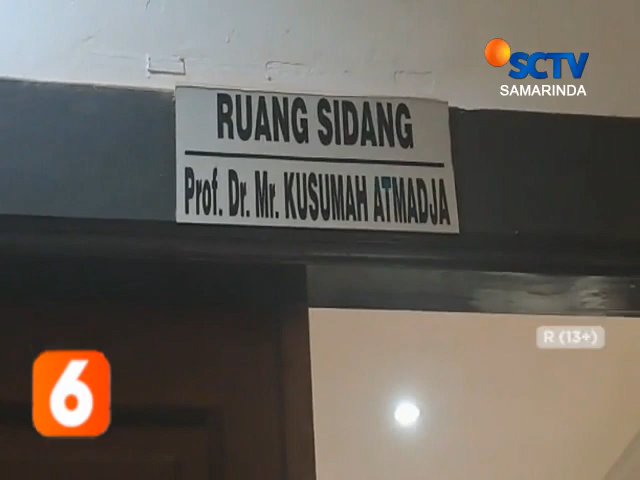 SCTV
SAMARINDA
RUANG SIDANG
Prof. Dr. Mr. KUSUMAH ATMADJA
R (13+)
6